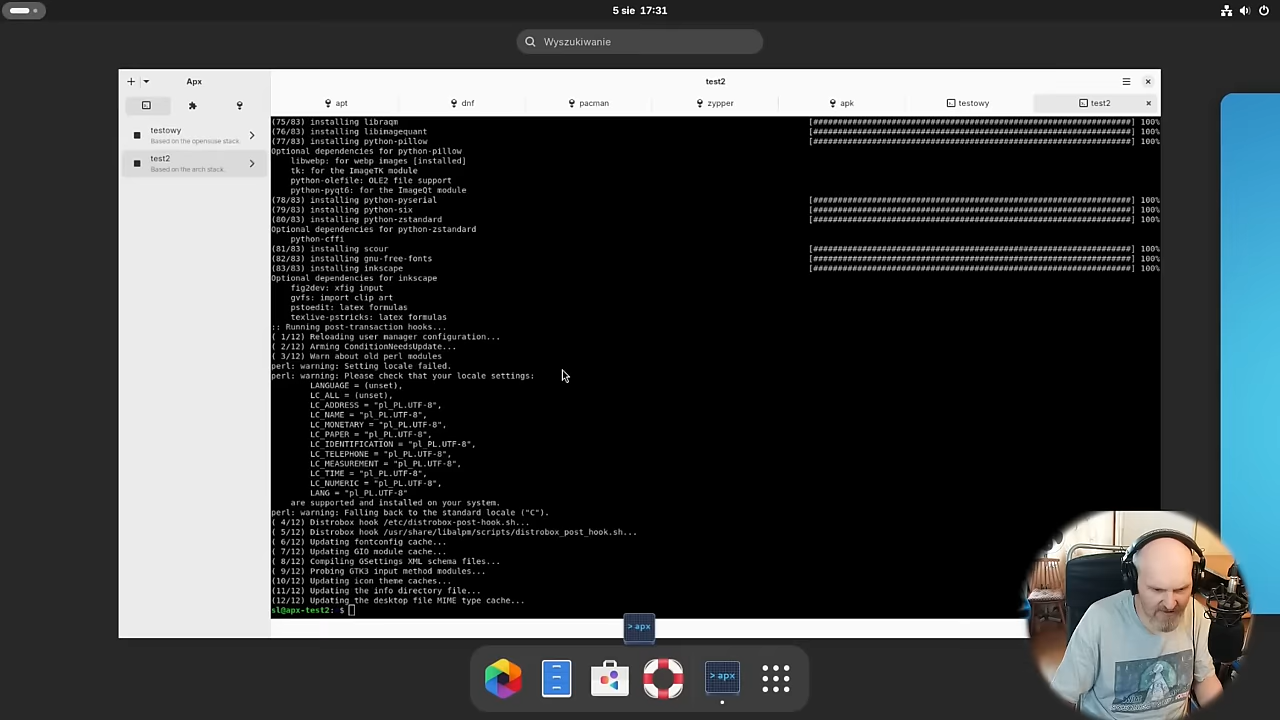 5 sie 17:31
Wyszukiwanie
Apx
test2
apt
dnf
pacman
zypper
apk
testowy
test2
testowy
Based on the opensuse stack.
test2
Based on the arch stack.
(75/83) installing libraqm [######################################################################] 100%
(76/83) installing libimagequant [######################################################################] 100%
(77/83) installing python-pillow [######################################################################] 100%
Optional dependencies for python-pillow
libwebp: for webp images [installed]
tk: for the ImageTK module
python-olefile: OLE2 file support
python-pyqt6: for the ImageQt module
(78/83) installing python-pyserial [######################################################################] 100%
(79/83) installing python-six [######################################################################] 100%
(80/83) installing python-zstandard [######################################################################] 100%
Optional dependencies for python-zstandard
python-cffi
(81/83) installing scour [######################################################################] 100%
(82/83) installing gnu-free-fonts [######################################################################] 100%
(83/83) installing inkscape [######################################################################] 100%
Optional dependencies for inkscape
fig2dev: xfig input
gvfs: import clip art
pstoedit: latex formulas
texlive-pstricks: latex formulas
:: Running post-transaction hooks...
( 1/12) Reloading user manager configuration...
( 2/12) Arming ConditionNeedsUpdate...
( 3/12) Warn about old perl modules
perl: warning: Setting locale failed.
perl: warning: Please check that your locale settings:
LANGUAGE = (unset),
LC_ALL = (unset),
LC_ADDRESS = "pl_PL.UTF-8",
LC_NAME = "pl_PL.UTF-8",
LC_MONETARY = "pl_PL.UTF-8",
LC_PAPER = "pl_PL.UTF-8",
LC_IDENTIFICATION = "pl_PL.UTF-8",
LC_TELEPHONE = "pl_PL.UTF-8",
LC_MEASUREMENT = "pl_PL.UTF-8",
LC_TIME = "pl_PL.UTF-8",
LC_NUMERIC = "pl_PL.UTF-8",
LANG = "pl_PL.UTF-8"
are supported and installed on your system.
perl: warning: Falling back to the standard locale ("C").
( 4/12) Distrobox hook /etc/distrobox-post-hook.sh...
( 5/12) Distrobox hook /usr/share/libalpm/scripts/distrobox_post_hook.sh...
( 6/12) Updating fontconfig cache...
( 7/12) Updating GIO module cache...
( 8/12) Compiling GSettings XML schema files...
( 9/12) Probing GTK3 input method modules...
(10/12) Updating icon theme caches...
(11/12) Updating the info directory file...
(12/12) Updating the desktop file MIME type cache...
sl@apx-test2: $
> apx
> apx